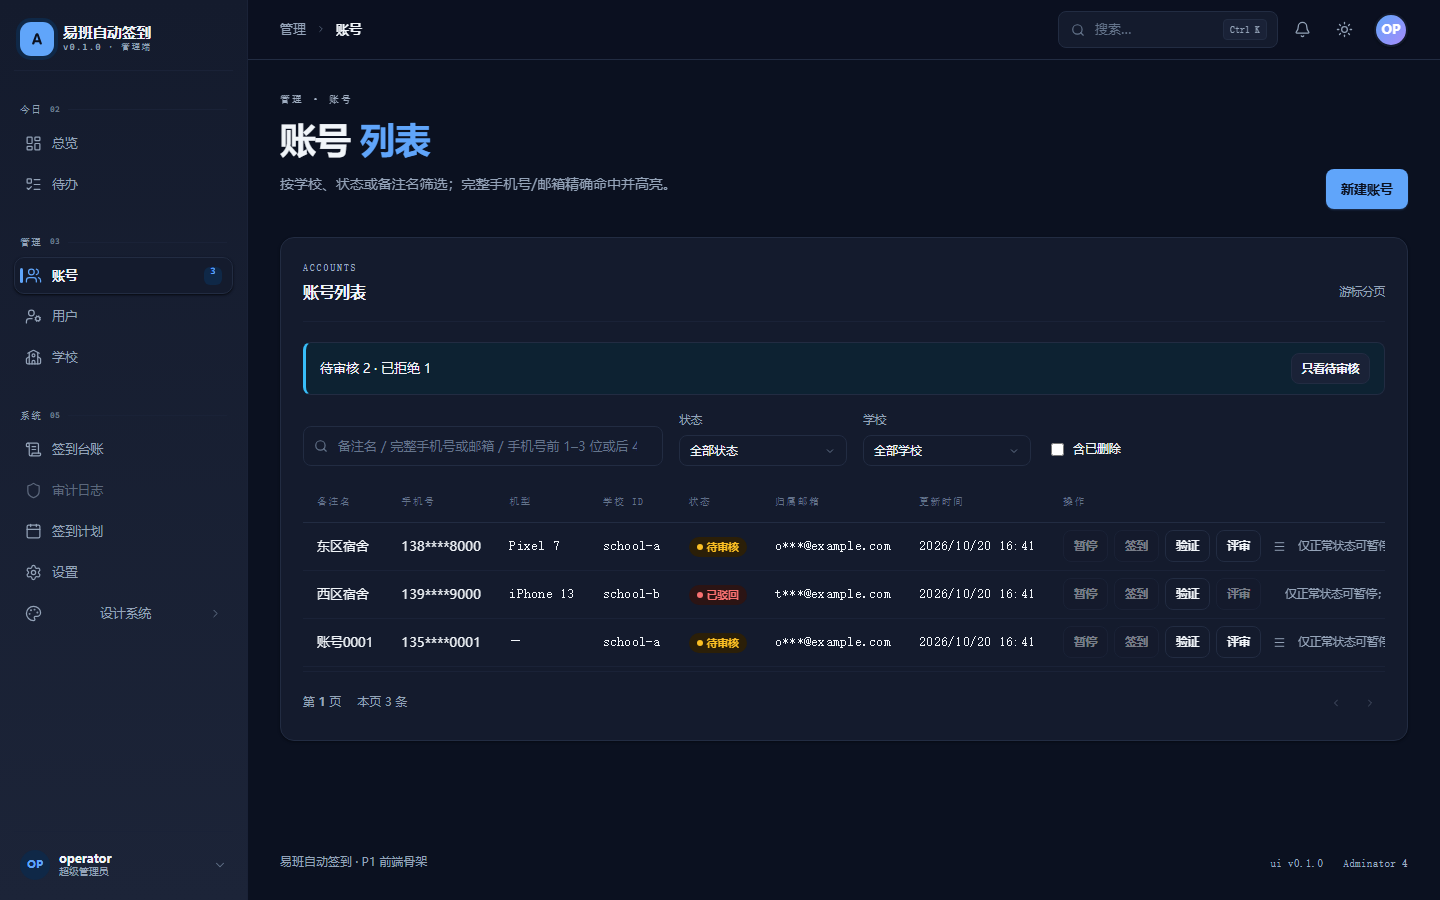 A
易班自动签到
v0.1.0 · 管理端
今日 02
总览
待办
管理 03
账号 3
用户
学校
系统 05
签到台账
审计日志
签到计划
设置
设计系统
OP
operator
超级管理员
管理 › 账号
搜索... Ctrl K
OP
管理 · 账号
账号 列表
按学校、状态或备注名筛选；完整手机号/邮箱精确命中并高亮。
新建账号
ACCOUNTS
账号列表
游标分页
待审核 2 · 已拒绝 1
只看待审核
状态
学校
备注名 / 完整手机号或邮箱 / 手机号前 1–3 位或后 4
全部状态
全部学校
含已删除
备注名 手机号 机型 学校 ID 状态 归属邮箱 更新时间 操作
东区宿舍 138****8000 Pixel 7 school-a 待审核 o***@example.com 2026/10/20 16:41 暂停 签到 验证 评审 ☰ 仅正常状态可暂停
西区宿舍 139****9000 iPhone 13 school-b 已驳回 t***@example.com 2026/10/20 16:41 暂停 签到 验证 评审 仅正常状态可暂停;
账号0001 135****0001 — school-a 待审核 o***@example.com 2026/10/20 16:41 暂停 签到 验证 评审 ☰ 仅正常状态可暂停
第 1 页 本页 3 条
‹ ›
易班自动签到 · P1 前端骨架
ui v0.1.0 Adminator 4